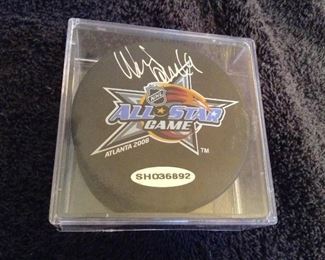 NHL
ALL STAR
GAME
ATLANTA 2008
TM
SH036892